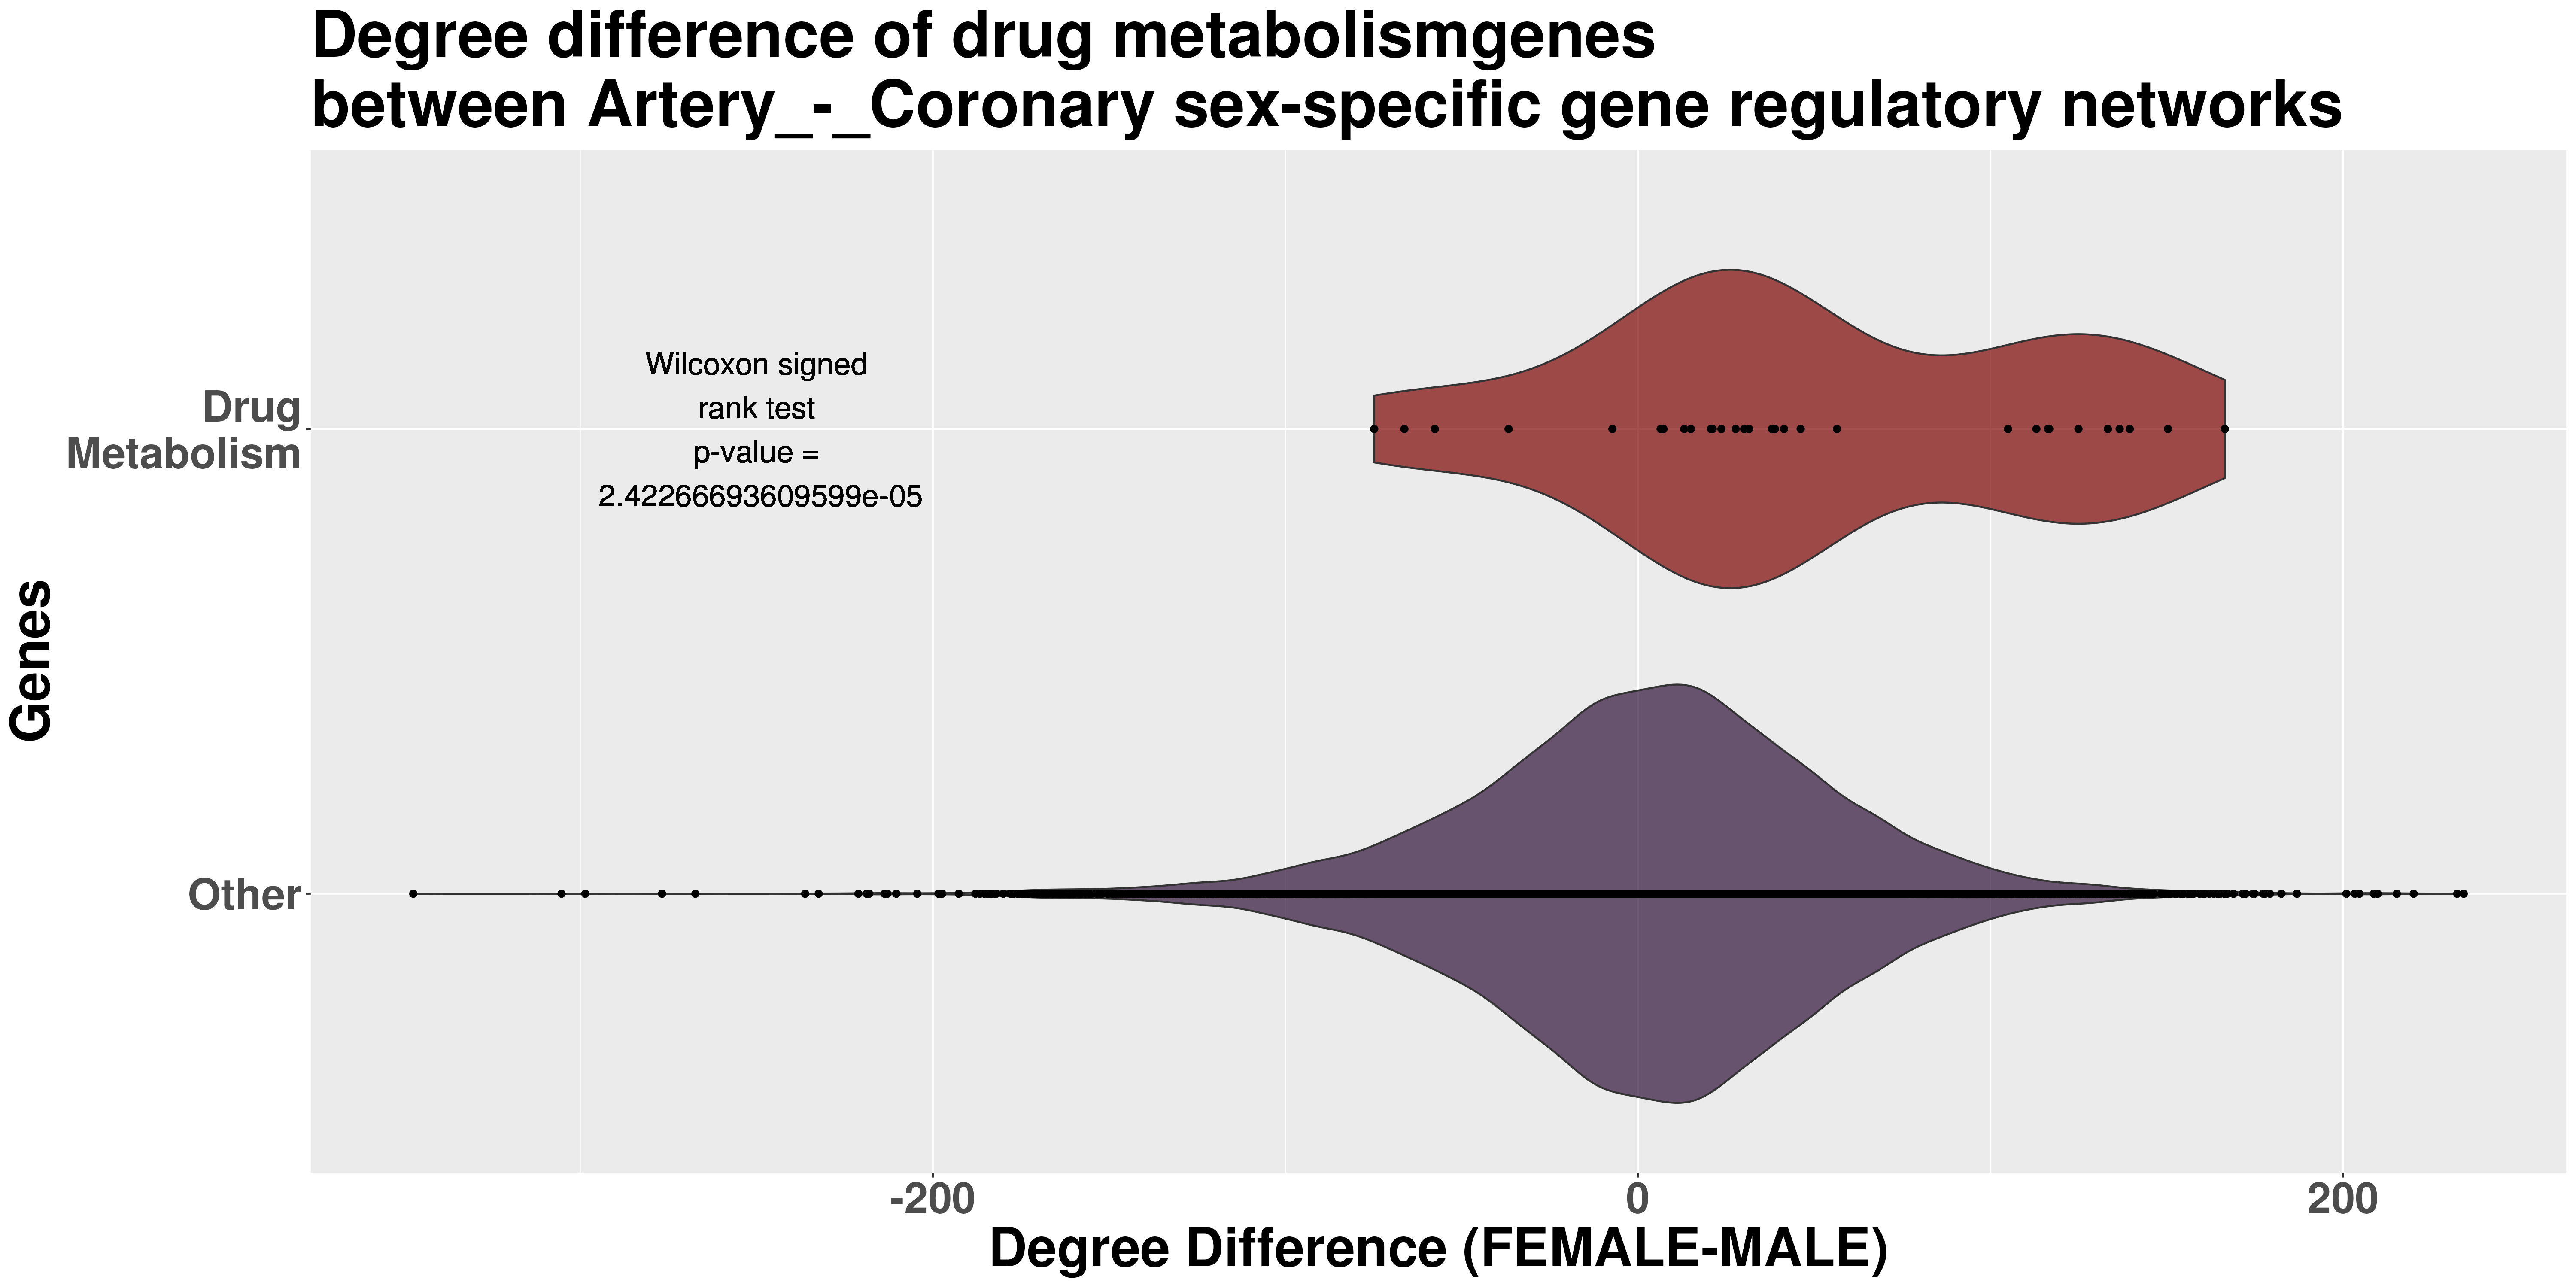 Degree difference of drug metabolismgenes
between Artery_-_Coronary sex-specific gene regulatory networks
Wilcoxon signed
rank test
p-value =
2.42266693609599e-05
Drug
Metabolism
Genes
Other
-200
0
200
Degree Difference (FEMALE-MALE)